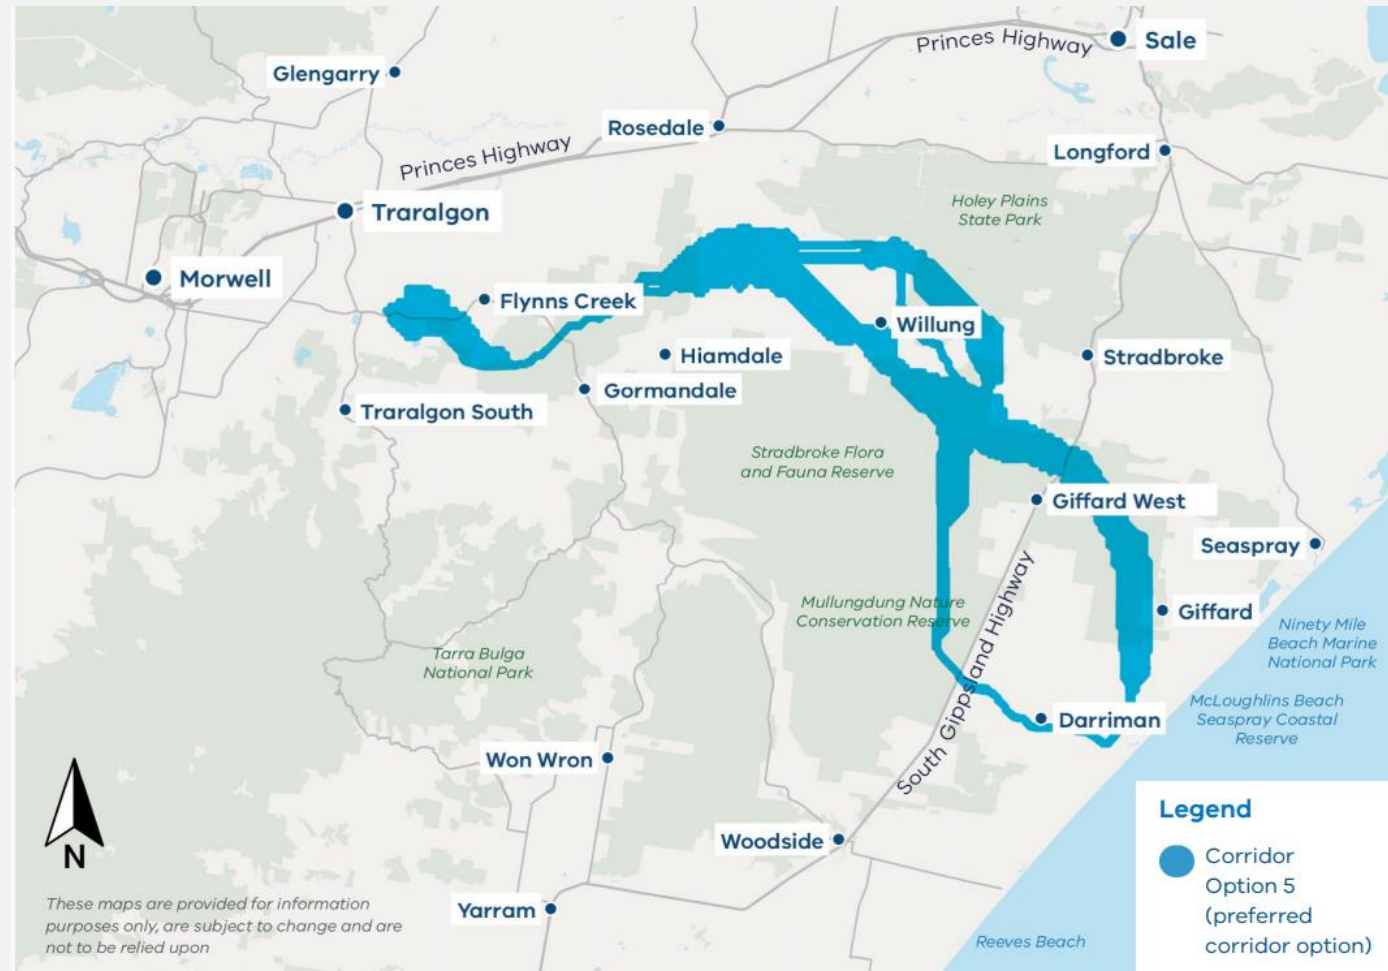 Princes Highway
Sale
Glengarry
Rosedale
Princes Highway
Longford
Traralgon
Holey Plains
State Park
Morwell
Flynns Creek
Willung
Hiamdale
Stradbroke
Gormandale
Traralgon South
Stradbroke Flora
and Fauna Reserve
Giffard West
Seaspray
Mullungdung Nature
Conservation Reserve
Giffard
South Gippsland Highway
Ninety Mile
Beach Marine
National Park
Tarra Bulga
National Park
McLoughlins Beach
Seaspray Coastal
Reserve
Darriman
Won Wron
Woodside
Yarram
Reeves Beach
N
These maps are provided for information
purposes only, are subject to change and are
not to be relied upon
Legend
Corridor
Option 5
(preferred
corridor option)